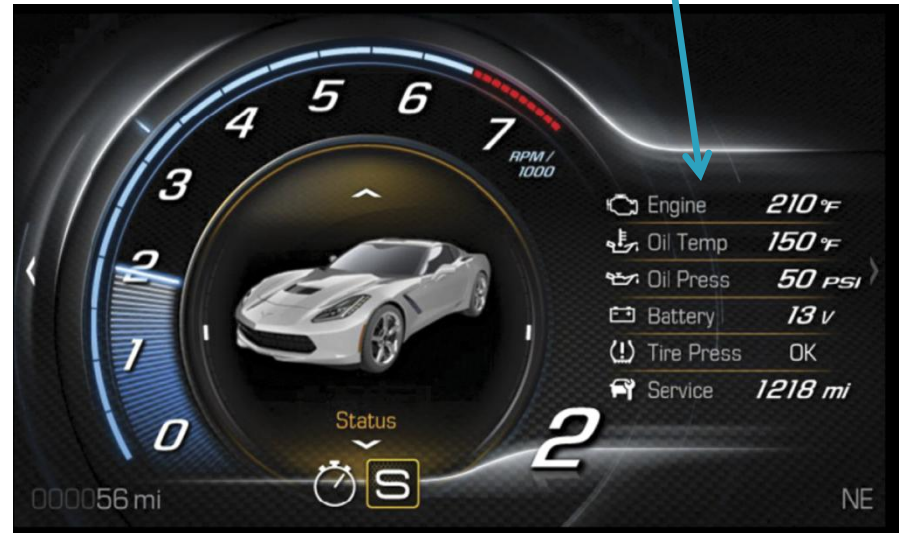 0
1
2
3
4
5
6
7
RPM /
1000
Engine 210 °F
Oil Temp 150 °F
Oil Press 50 PSI
Battery 13 V
Tire Press OK
Service 1218 mi
Status
2
S
000056 mi
NE